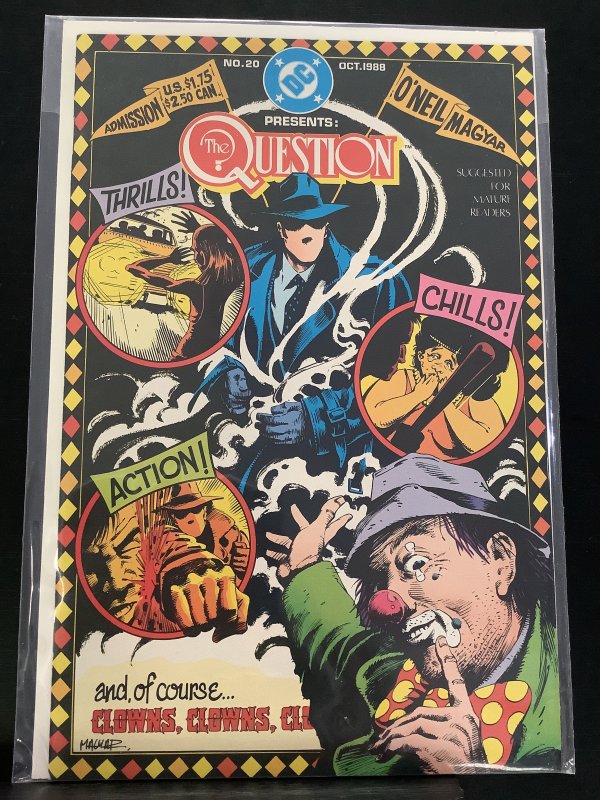 NO. 20
DC
OCT. 1988
ADMISSION
U.S. $1.75
$2.50 CAN.
O'NEIL
MAGYAR
PRESENTS:
The QUESTION
TM
SUGGESTED
FOR
MATURE
READERS
THRILLS!
CHILLS!
ACTION!
and, of course...
CLOWNS, CLOWNS, CL
MAGYAR